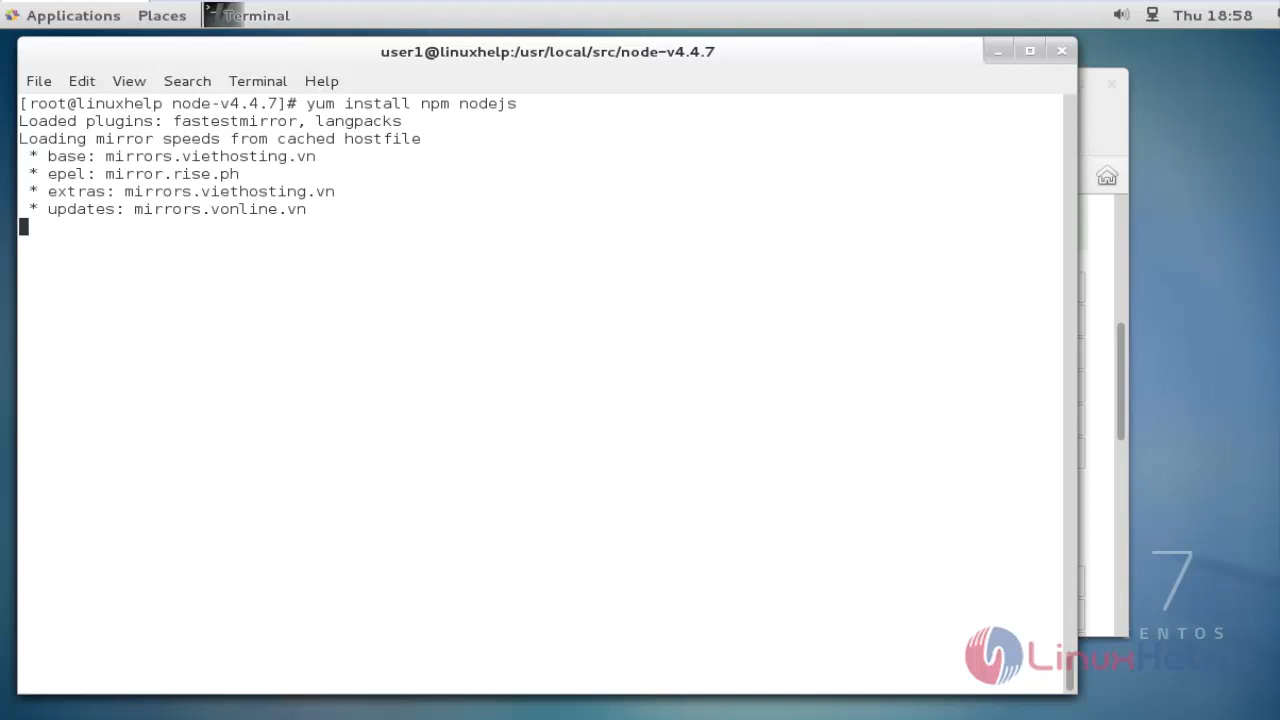 Applications Places Terminal Thu 18:58
user1@linuxhelp:/usr/local/src/node-v4.4.7
File Edit View Search Terminal Help
[root@linuxhelp node-v4.4.7]# yum install npm nodejs
Loaded plugins: fastestmirror, langpacks
Loading mirror speeds from cached hostfile
* base: mirrors.viethosting.vn
* epel: mirror.rise.ph
* extras: mirrors.viethosting.vn
* updates: mirrors.vonline.vn
7
ENTOS
LinuxHelp